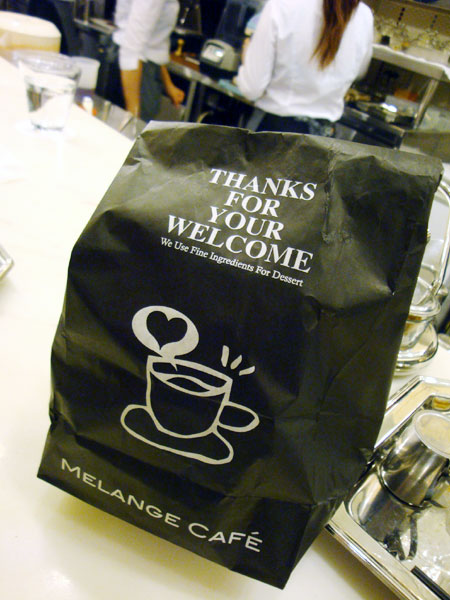 THANKS
FOR
YOUR
WELCOME
We Use Fine Ingredients For Dessert
MELANGE CAFÉ